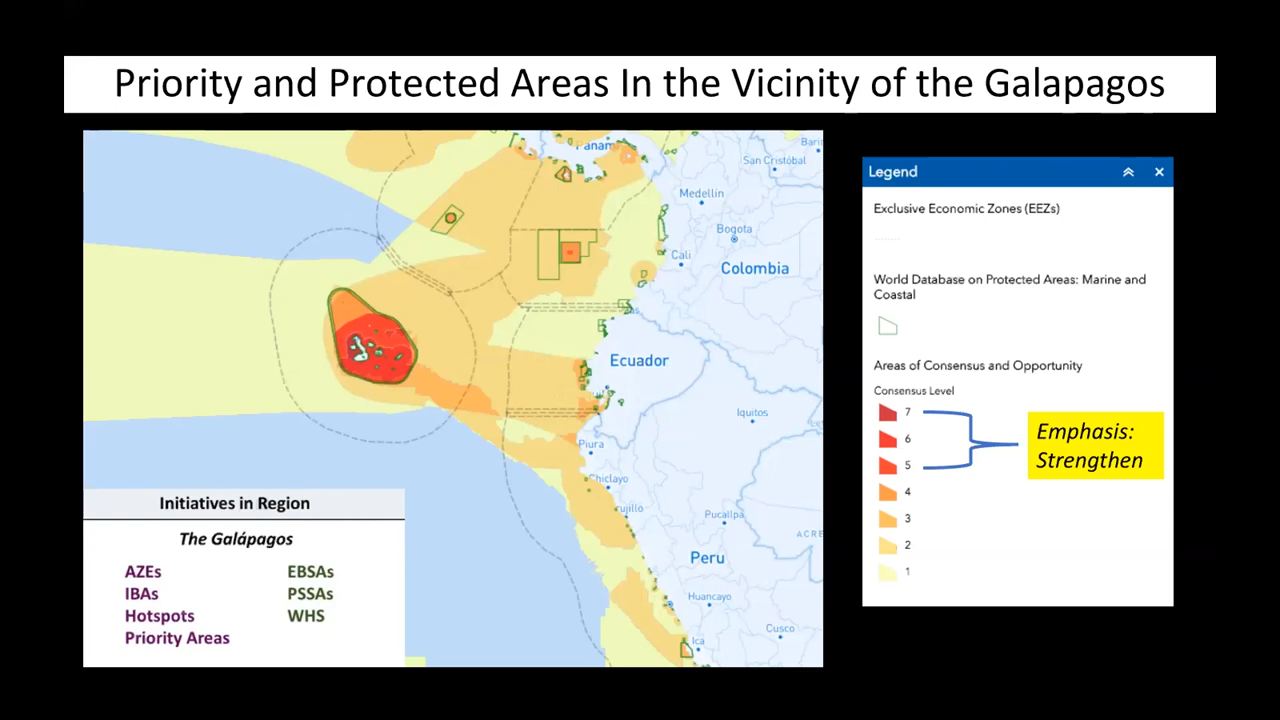 Priority and Protected Areas In the Vicinity of the Galapagos
San Cristóbal
Medellín
Bogota
Cali
Colombia
Ecuador
Iquitos
Piura
Chiclayo
Pucallpa
Peru
Huancayo
Cusco
Ica
Initiatives in Region
The Galápagos
AZEs EBSAs
IBAs PSSAs
Hotspots WHS
Priority Areas
Legend
Exclusive Economic Zones (EEZs)
World Database on Protected Areas: Marine and
Coastal
Areas of Consensus and Opportunity
Consensus Level
7
6
5
4
3
2
1
Emphasis:
Strengthen